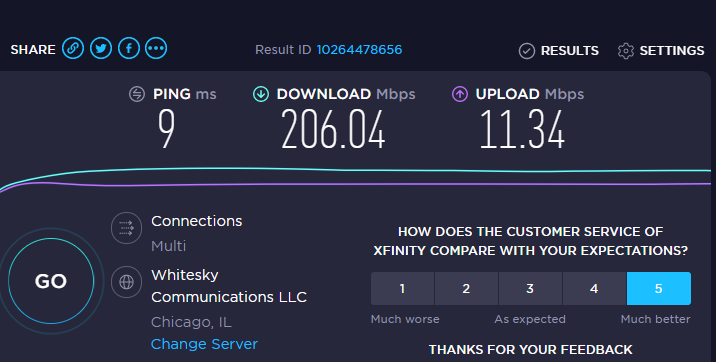 SHARE
Result ID 10264478656
RESULTS
SETTINGS
PING ms
DOWNLOAD Mbps
UPLOAD Mbps
9
206.04
11.34
Connections
Multi
Whitesky
Communications LLC
Chicago, IL
Change Server
GO
HOW DOES THE CUSTOMER SERVICE OF
XFINITY COMPARE WITH YOUR EXPECTATIONS?
1 2 3 4 5
Much worse As expected Much better
THANKS FOR YOUR FEEDBACK